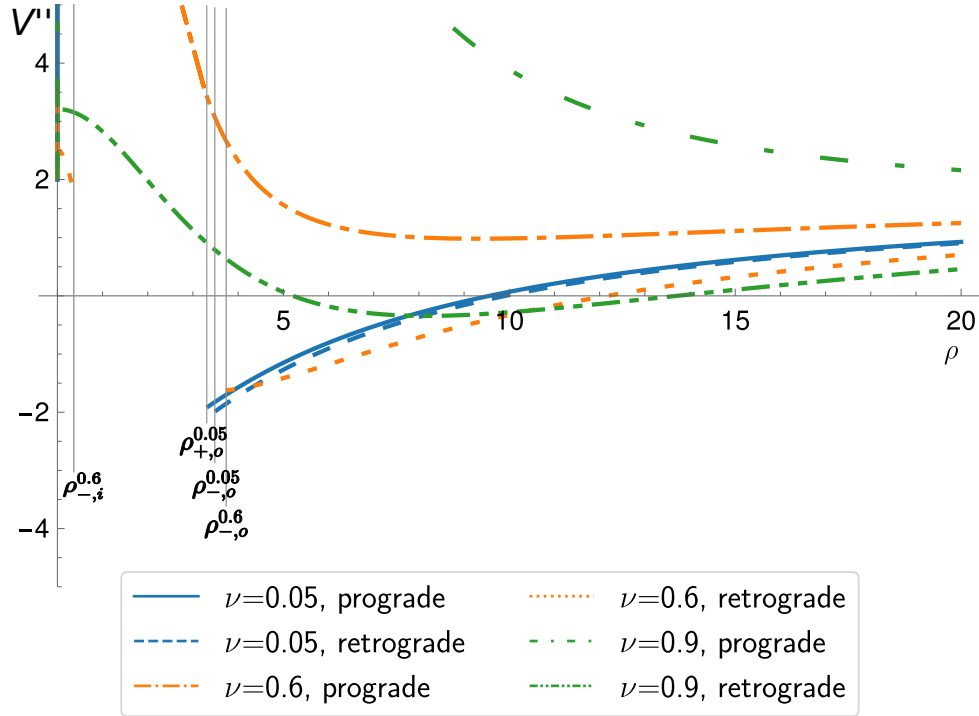 V''
4
2
5
10
15
20
ρ
−2
−4
ρ₊,ₒ^0.05
ρ₋,ᵢ^0.6
ρ₋,ₒ^0.05
ρ₋,ₒ^0.6
ν=0.05, prograde
ν=0.05, retrograde
ν=0.6, prograde
ν=0.6, retrograde
ν=0.9, prograde
ν=0.9, retrograde